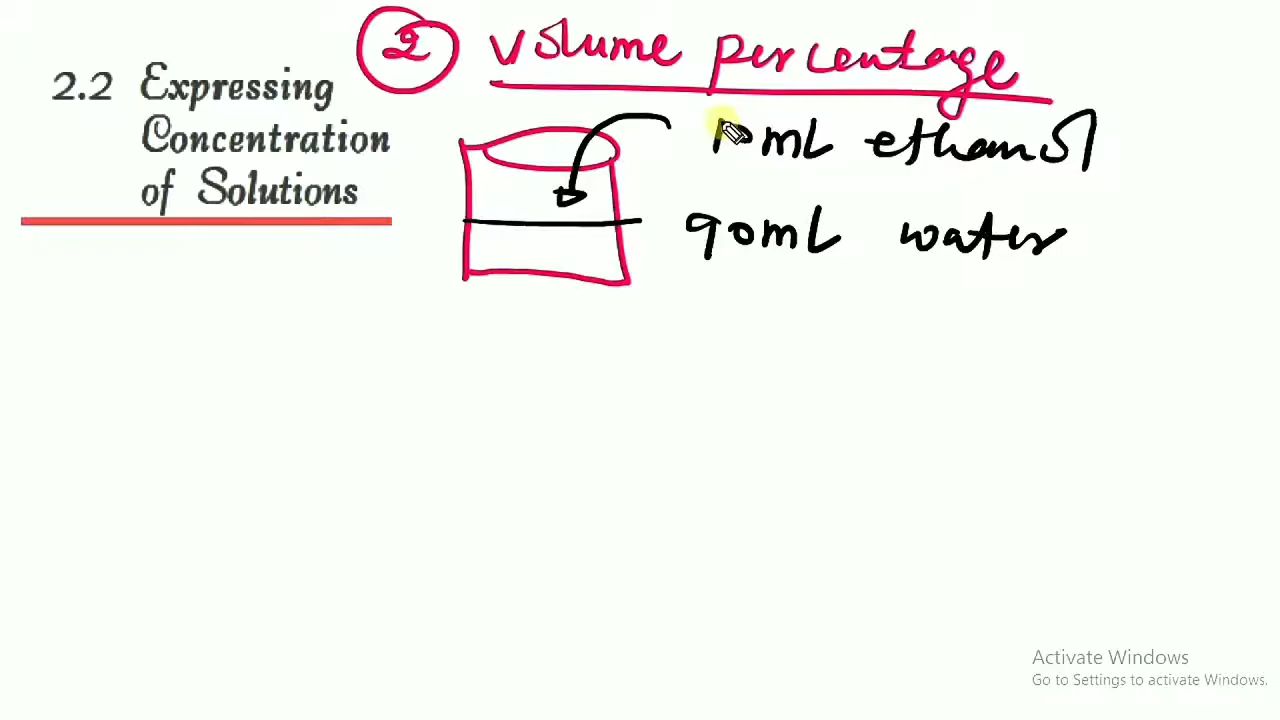 2.2 Expressing
Concentration
of Solutions
2 volume percentage
10mL ethanol
90mL water
Activate Windows
Go to Settings to activate Windows.